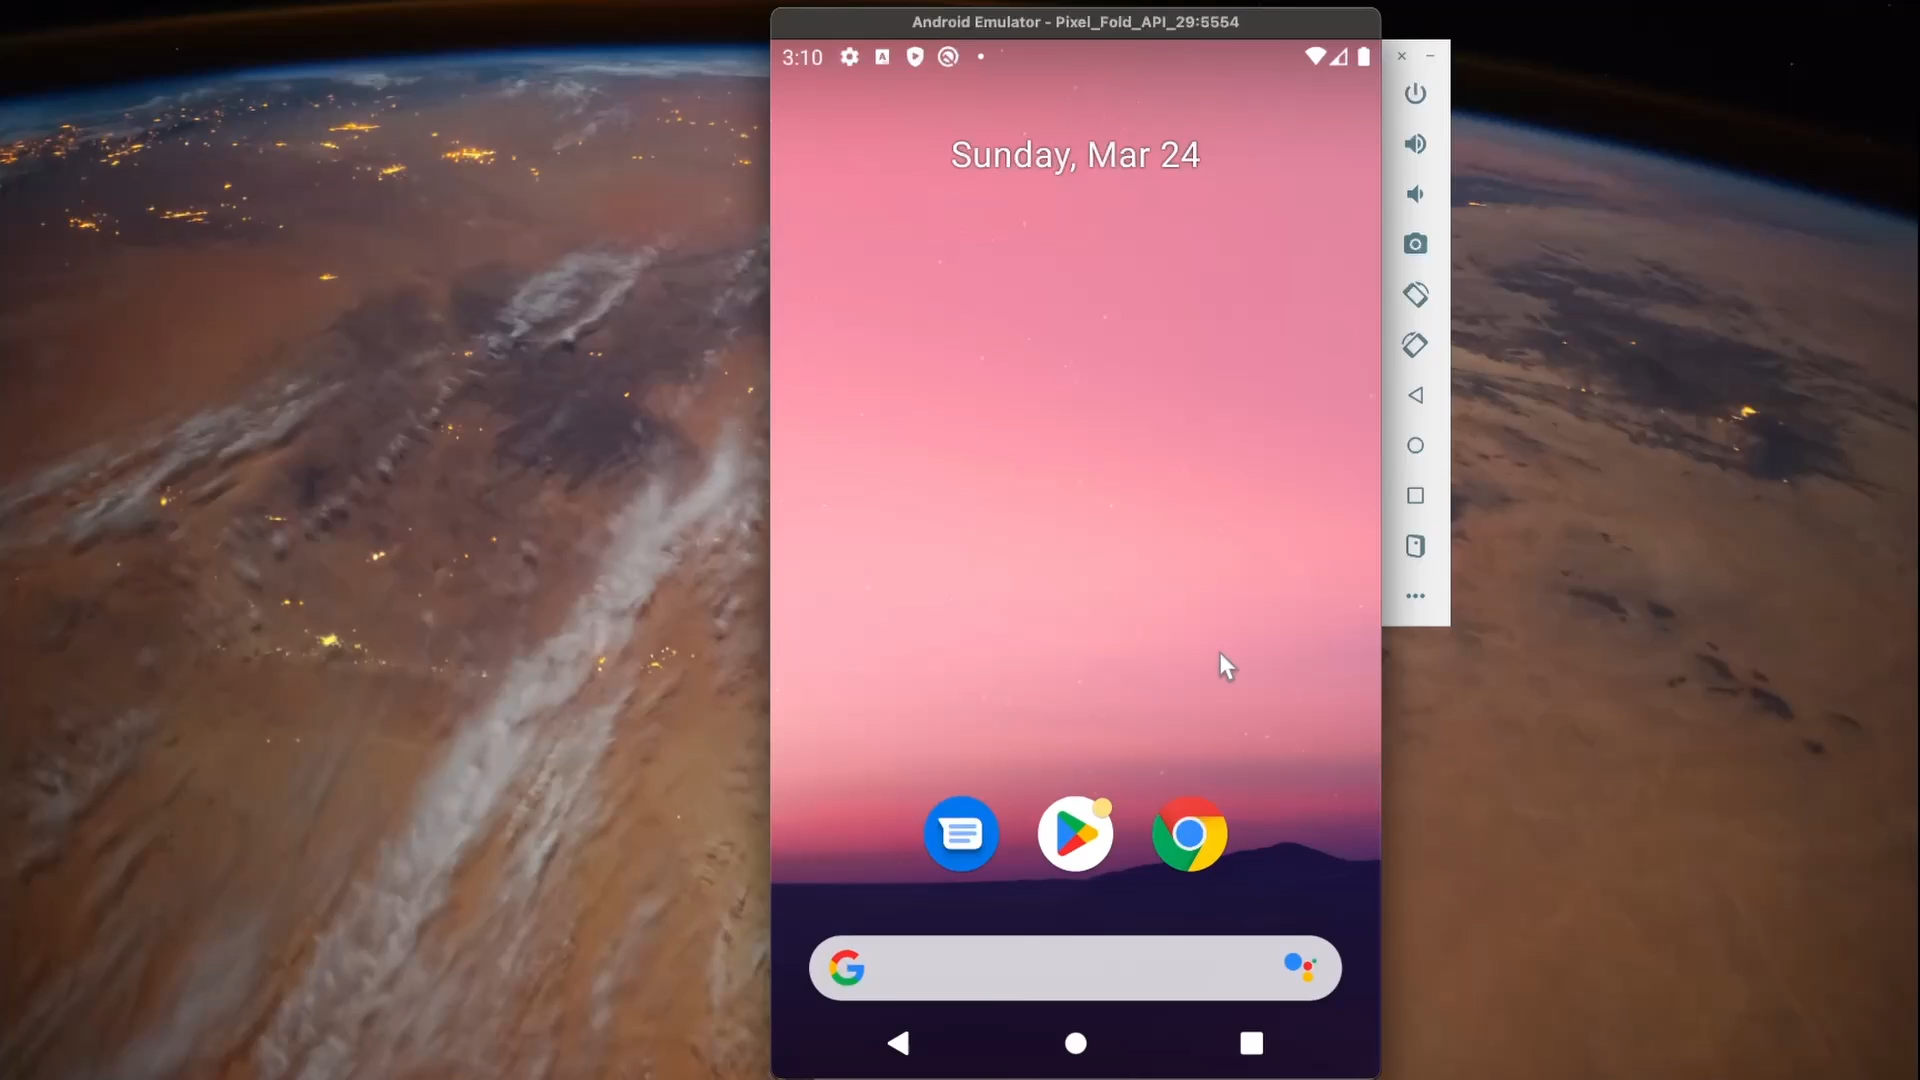 Android Emulator - Pixel_Fold_API_29:5554
3:10
Sunday, Mar 24